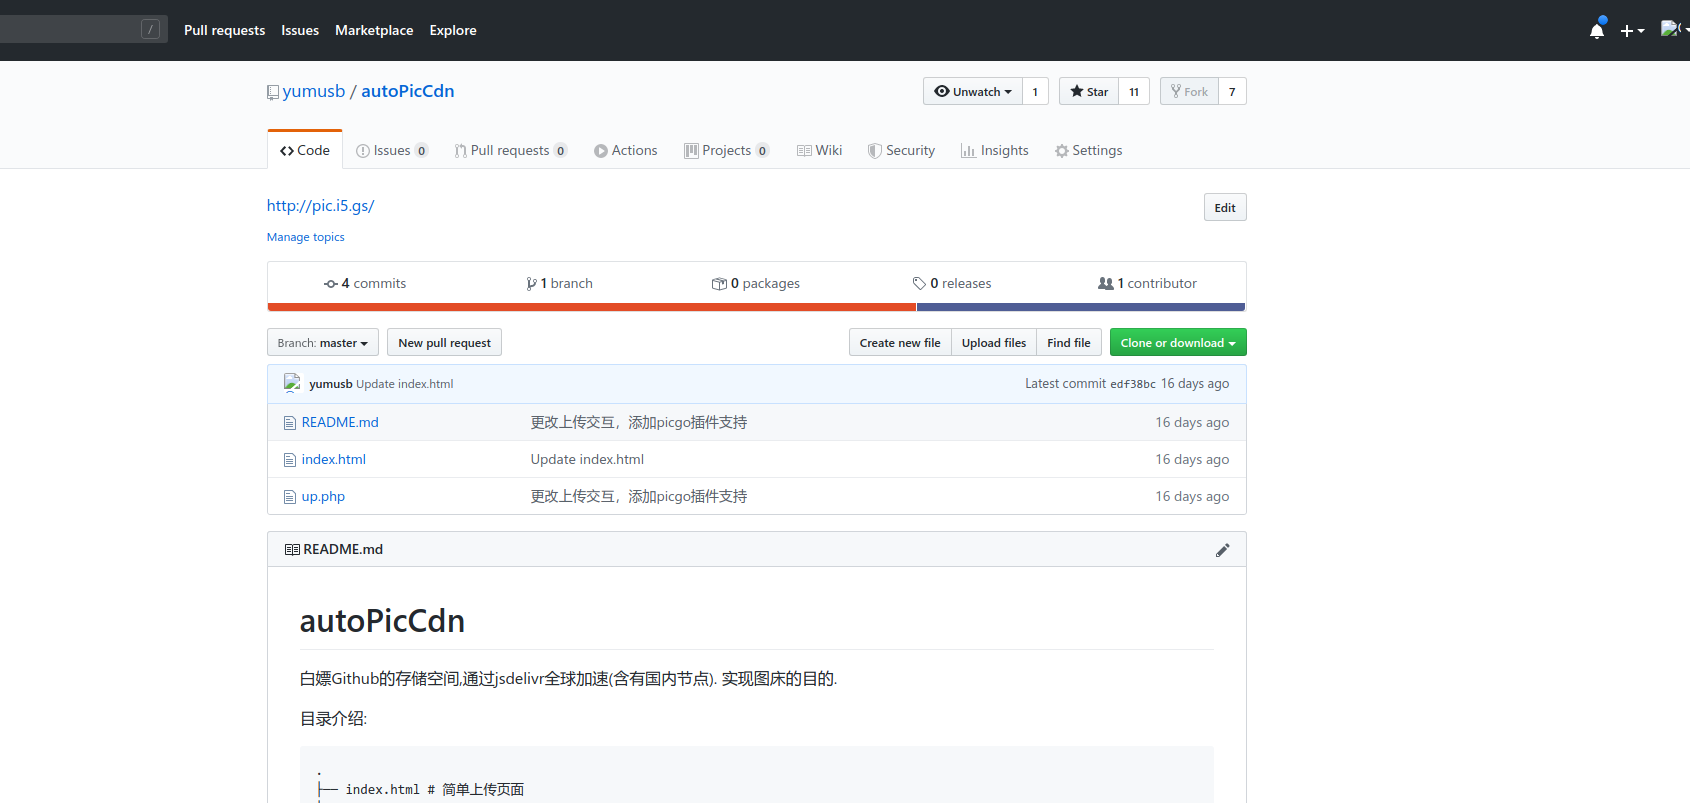 / Pull requests Issues Marketplace Explore
yumusb / autoPicCdn Unwatch 1 Star 11 Fork 7
Code Issues 0 Pull requests 0 Actions Projects 0 Wiki Security Insights Settings
http://pic.i5.gs/ Edit
Manage topics
4 commits 1 branch 0 packages 0 releases 1 contributor
Branch: master New pull request Create new file Upload files Find file Clone or download
yumusb Update index.html Latest commit edf38bc 16 days ago
README.md 更改上传交互，添加picgo插件支持 16 days ago
index.html Update index.html 16 days ago
up.php 更改上传交互，添加picgo插件支持 16 days ago
README.md
autoPicCdn
白嫖Github的存储空间,通过jsdelivr全球加速(含有国内节点). 实现图床的目的.
目录介绍:
.
├── index.html # 简单上传页面